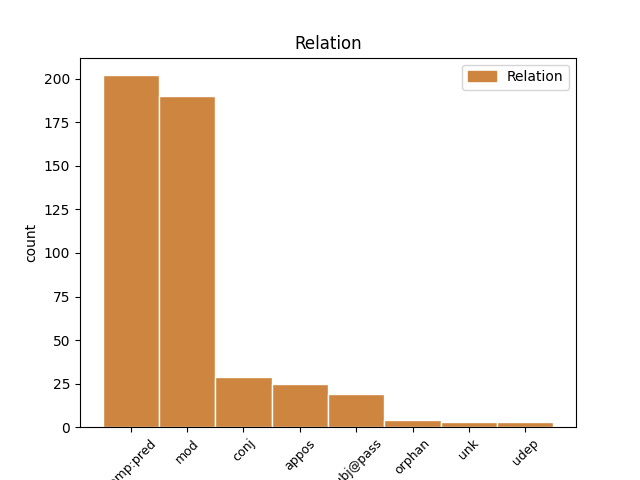 Relation
Relation
count
200
175
150
125
100
75
50
25
0
mod
conj
appos
orphan
unk
udep